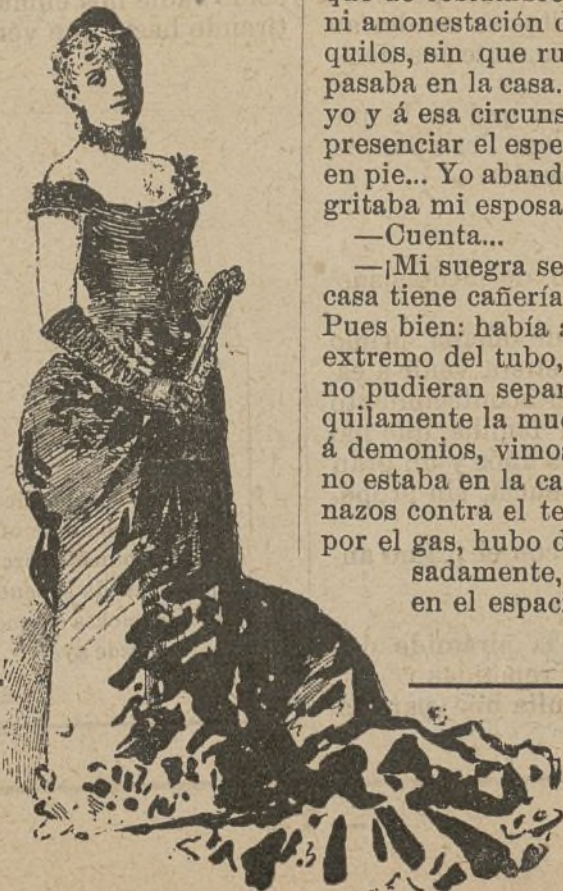 ni amonestación d
quilos, sin que ru
pasaba en la casa.
yo y á esa circuns
presenciar el espe
en pie... Yo aband
gritaba mi esposa
—Cuenta...
—¡Mi suegra se
casa tiene cañería
Pues bien: había a
extremo del tubo,
no pudieran separ
quilamente la mue
á demonios, vimos
no estaba en la ca
nazos contra el te
por el gas, hubo d
sadamente,
en el espaci